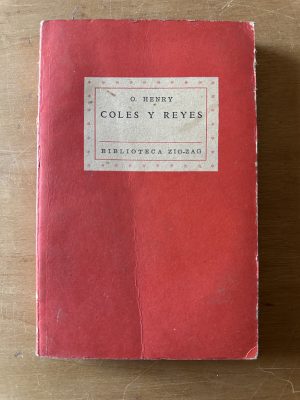 O. HENRY
COLES Y REYES
BIBLIOTECA ZIG-ZAG